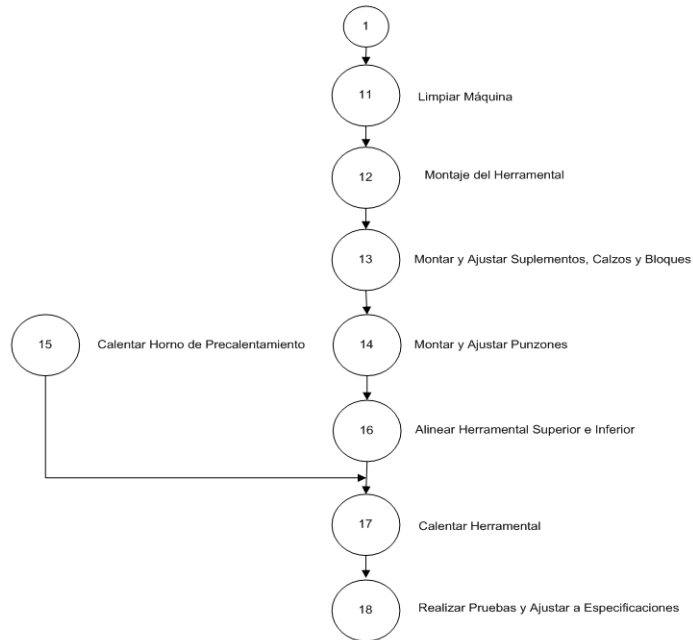 1
11 Limpiar Máquina
12 Montaje del Herramental
13 Montar y Ajustar Suplementos, Calzos y Bloques
15 Calentar Horno de Precalentamiento 14 Montar y Ajustar Punzones
16 Alinear Herramental Superior e Inferior
17 Calentar Herramental
18 Realizar Pruebas y Ajustar a Especificaciones